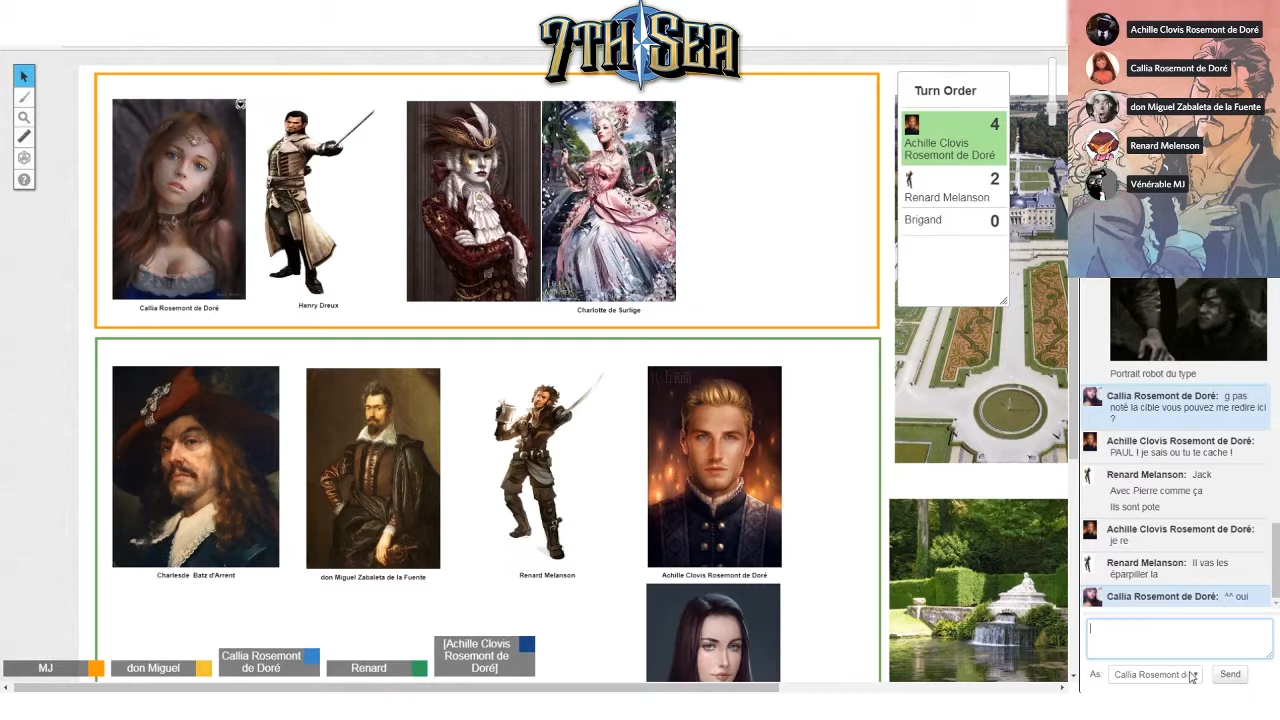 7TH SEA
Callia Rosemont de Doré
Henry Dreux
Charlotte de Surlige
Charlesde Batz d'Arrent
don Miguel Zabaleta de la Fuente
Renard Melanson
Achille Clovis Rosemont de Doré
MJ
don Miguel
Callia Rosemont
de Doré
Renard
[Achille Clovis
Rosemont de
Doré]
Turn Order
4
Achille Clovis
Rosemont de Doré
2
Renard Melanson
Brigand 0
Achille Clovis Rosemont de Doré
Callía Rosemont de Doré
don Miguel Zabaleta de la Fuente
Renard Melenson
Vénérable MJ
Portrait robot du type
Callia Rosemont de Doré: g pas
noté la cible vous pouvez me redire ici
?
Achille Clovis Rosemont de Doré:
PAUL ! je sais ou tu te cache !
Renard Melanson: Jack
Avec Pierre comme ça
Ils sont pote
Achille Clovis Rosemont de Doré:
je re
Renard Melanson: Il vas les
éparpiller la
Callia Rosemont de Doré: ^^ oui
As: Callia Rosemont d
Send